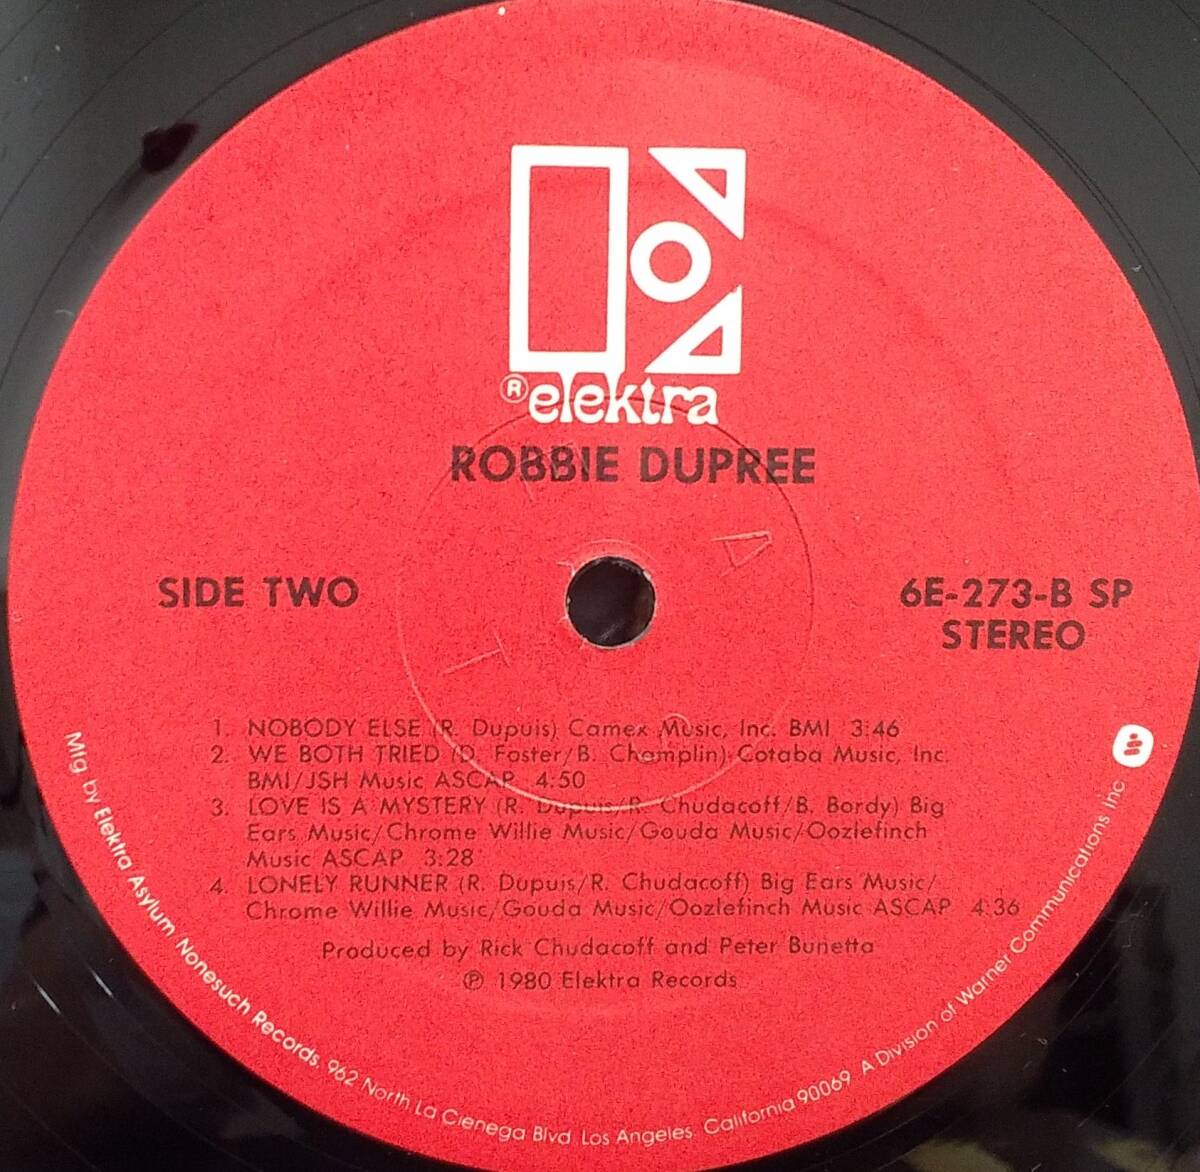 ® elektra
ROBBIE DUPREE
SIDE TWO
6E-273-B SP
STEREO
1. NOBODY ELSE (R. Dupuis) Camex Music, Inc. BMI 3:46
2. WE BOTH TRIED (D. Foster/B. Champlin) Cotaba Music, Inc.
BMI/JSH Music ASCAP 4:50
3. LOVE IS A MYSTERY (R. Dupuis/R. Chudacoff/B. Bordy) Big
Ears Music/Chrome Willie Music/Gouda Music/Oozlefinch
Music ASCAP 3:28
4. LONELY RUNNER (R. Dupuis/R. Chudacoff) Big Ears Music/
Chrome Willie Music/Gouda Music/Oozlefinch Music ASCAP 4:36
Produced by Rick Chudacoff and Peter Bunetta
℗ 1980 Elektra Records
Mfg. by Elektra/Asylum/Nonesuch Records, 962 North La Cienega Blvd. Los Angeles, California 90069 A Division of Warner Communications Inc